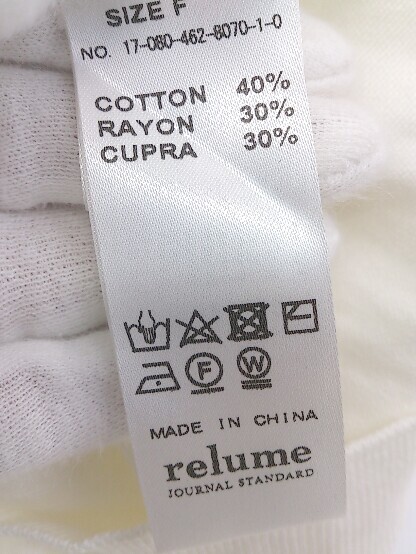 SIZE F
NO. 17-080-462-8070-1-0
COTTON 40%
RAYON 30%
CUPRA 30%
F W
MADE IN CHINA
relume
JOURNAL STANDARD